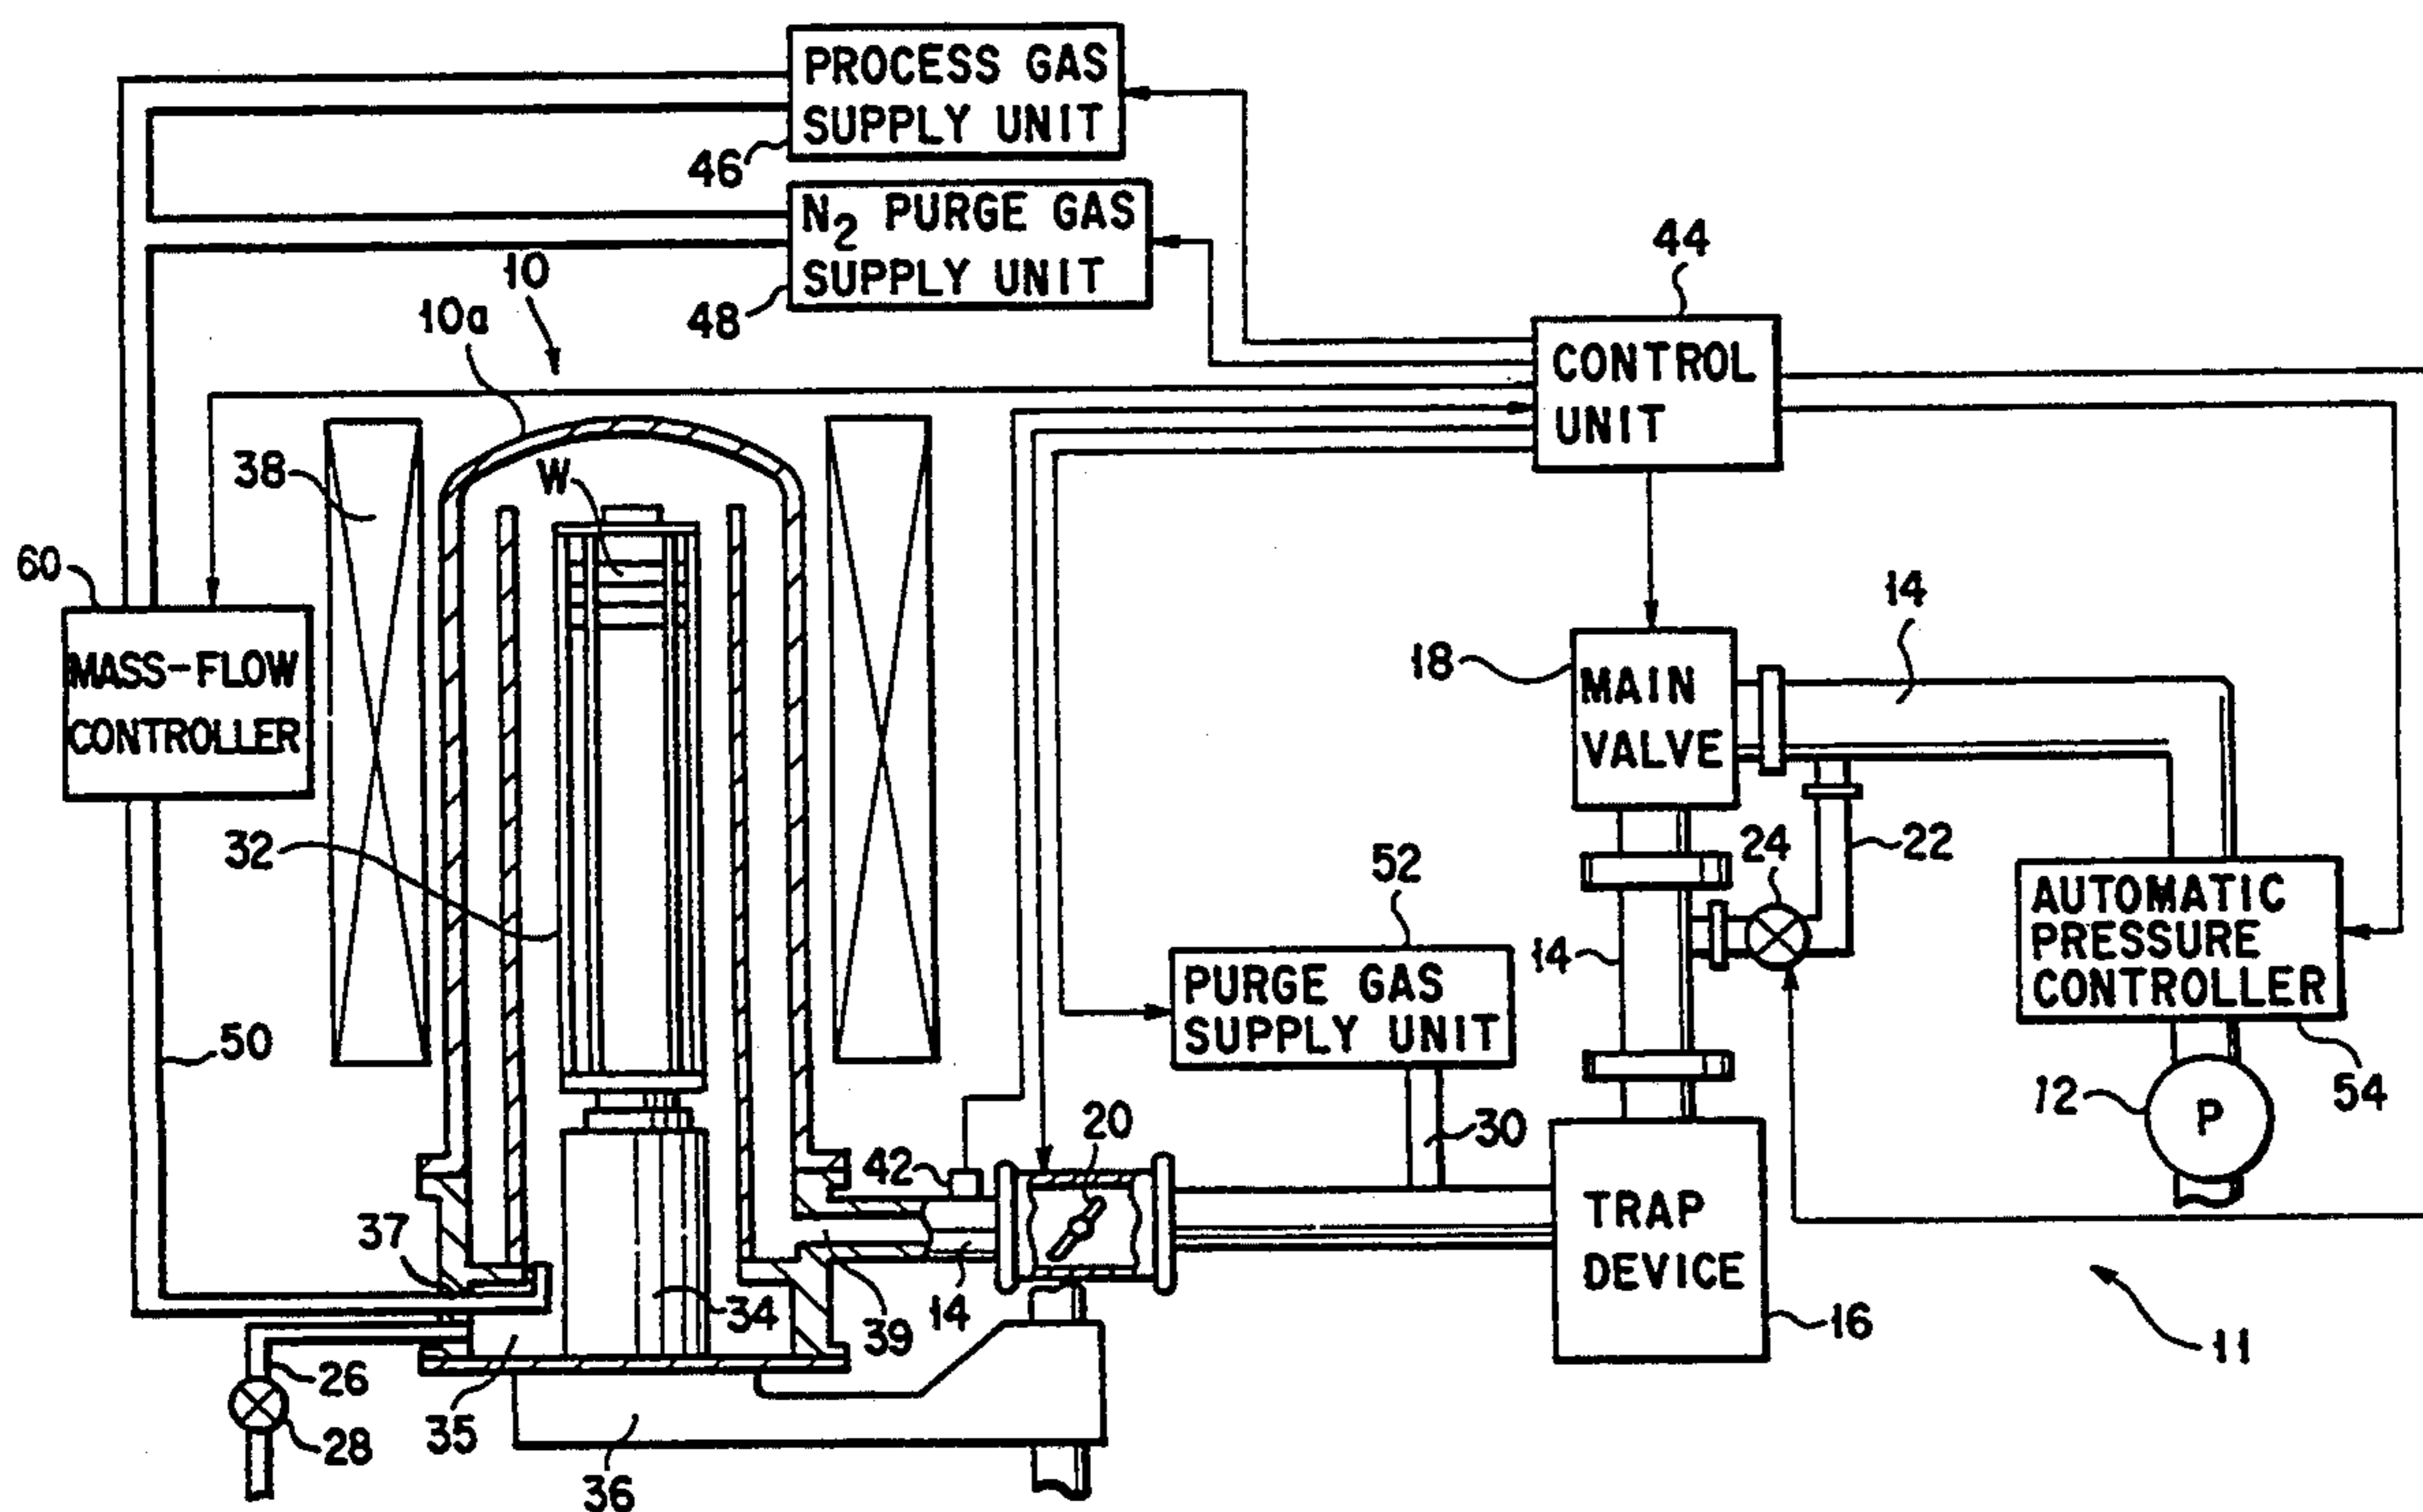 PROCESS GAS
SUPPLY UNIT
46
N2 PURGE GAS
SUPPLY UNIT
48
10
10a
44
CONTROL
UNIT
38
W
60
MASS-FLOW
CONTROLLER
14
18
MAIN
VALVE
32
24
22
52
AUTOMATIC
PRESSURE
CONTROLLER
14
PURGE GAS
SUPPLY UNIT
50
54
12
P
20
30
42
TRAP
DEVICE
37
34
39
14
16
11
26
35
28
36